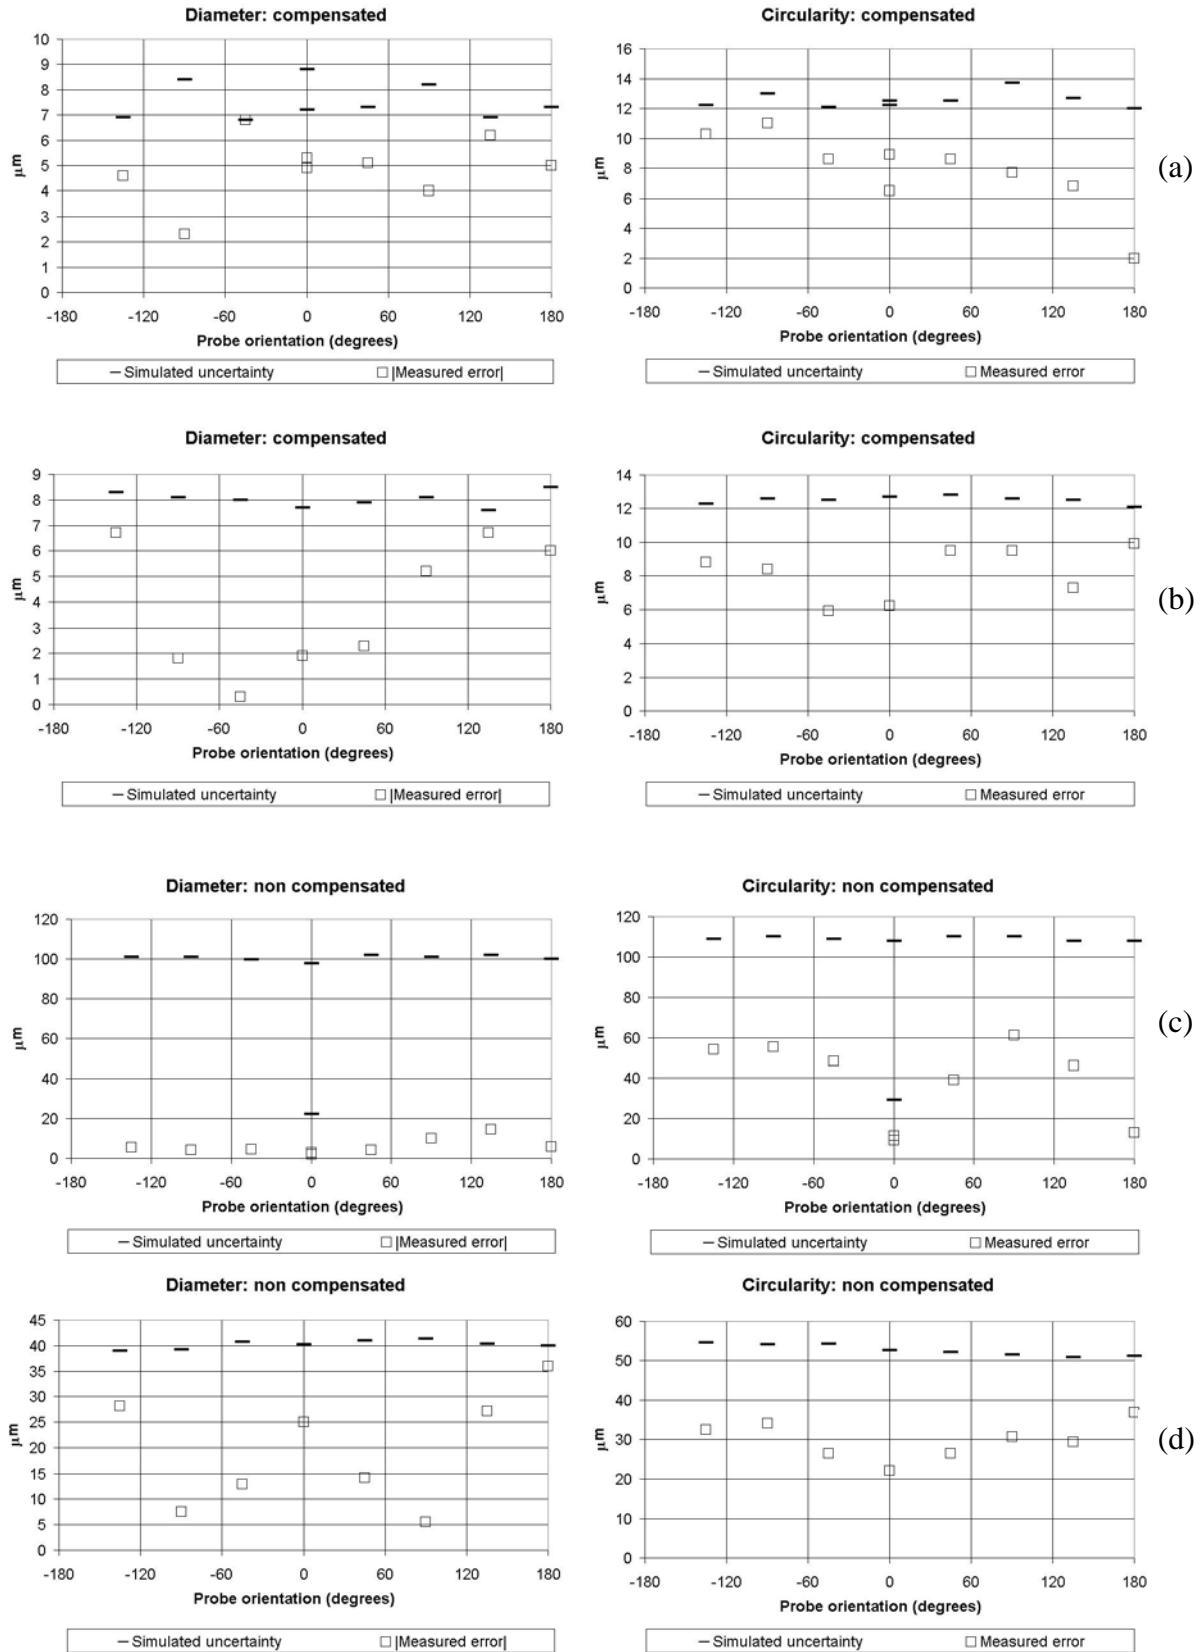 Diameter: compensated
10
9
8
7
6
5
4
3
2
1
0
μm
-180 -120 -60 0 60 120 180
Probe orientation (degrees)
Simulated uncertainty |Measured error|
Circularity: compensated
16
14
12
10
8
6
4
2
0
μm
-180 -120 -60 0 60 120 180
Probe orientation (degrees)
Simulated uncertainty Measured error
(a)
Diameter: compensated
9
8
7
6
5
4
3
2
1
0
μm
-180 -120 -60 0 60 120 180
Probe orientation (degrees)
Simulated uncertainty |Measured error|
Circularity: compensated
14
12
10
8
6
4
2
0
μm
-180 -120 -60 0 60 120 180
Probe orientation (degrees)
Simulated uncertainty Measured error
(b)
Diameter: non compensated
120
100
80
60
40
20
0
μm
-180 -120 -60 0 60 120 180
Probe orientation (degrees)
Simulated uncertainty |Measured error|
Circularity: non compensated
120
100
80
60
40
20
0
μm
-180 -120 -60 0 60 120 180
Probe orientation (degrees)
Simulated uncertainty Measured error
(c)
Diameter: non compensated
45
40
35
30
25
20
15
10
5
0
μm
-180 -120 -60 0 60 120 180
Probe orientation (degrees)
Simulated uncertainty |Measured error|
Circularity: non compensated
60
50
40
30
20
10
0
μm
-180 -120 -60 0 60 120 180
Probe orientation (degrees)
Simulated uncertainty Measured error
(d)